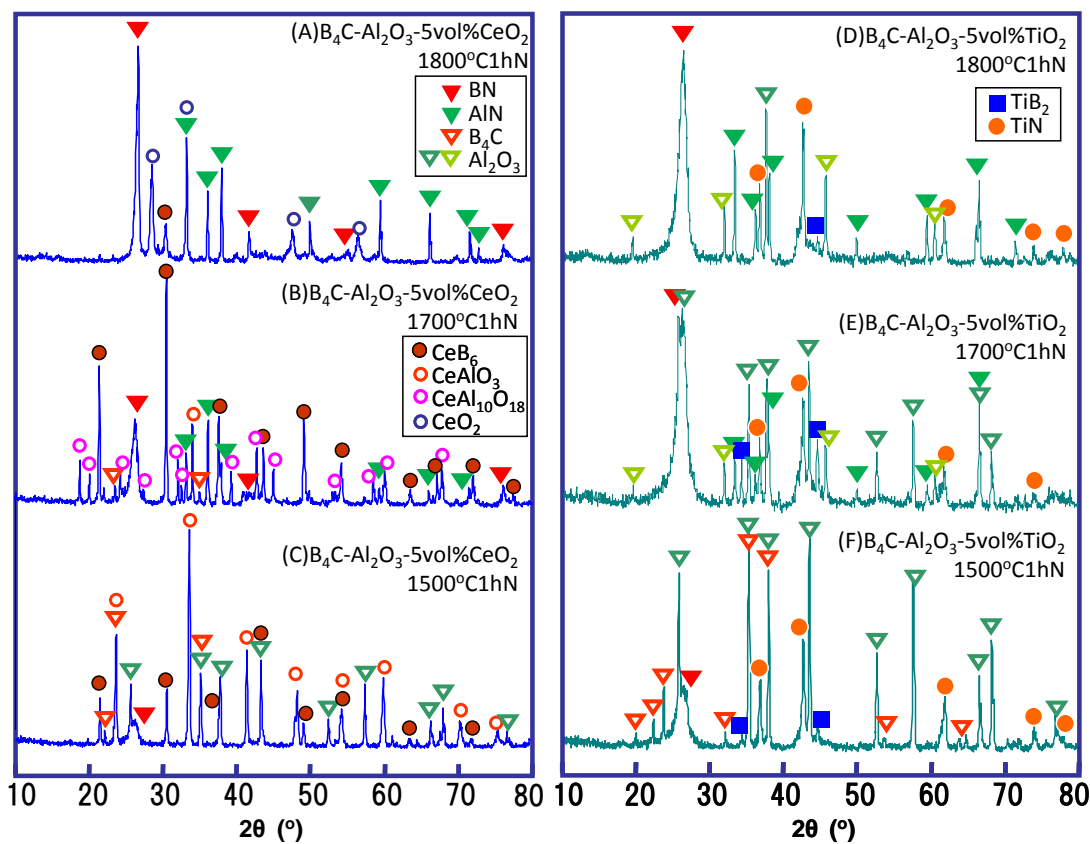 (A)B₄C-Al₂O₃-5vol%CeO₂
1800°C1hN
BN
AlN
B₄C
Al₂O₃
(B)B₄C-Al₂O₃-5vol%CeO₂
1700°C1hN
CeB₆
CeAlO₃
CeAl₁₀O₁₈
CeO₂
(C)B₄C-Al₂O₃-5vol%CeO₂
1500°C1hN
10 20 30 40 50 60 70 80
2θ (°)
(D)B₄C-Al₂O₃-5vol%TiO₂
1800°C1hN
TiB₂
TiN
(E)B₄C-Al₂O₃-5vol%TiO₂
1700°C1hN
(F)B₄C-Al₂O₃-5vol%TiO₂
1500°C1hN
10 20 30 40 50 60 70 80
2θ (°)